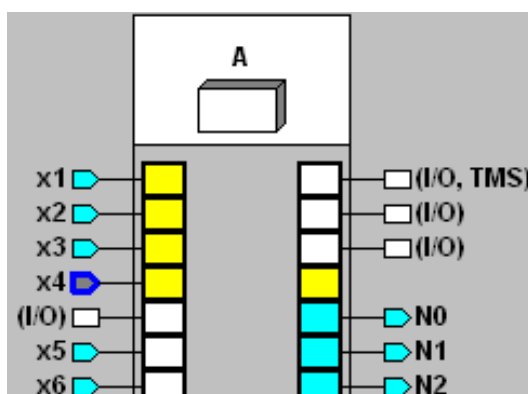 A
x1
(I/O, TMS)
x2
(I/O)
x3
(I/O)
x4
(I/O)
N0
x5
N1
x6
N2